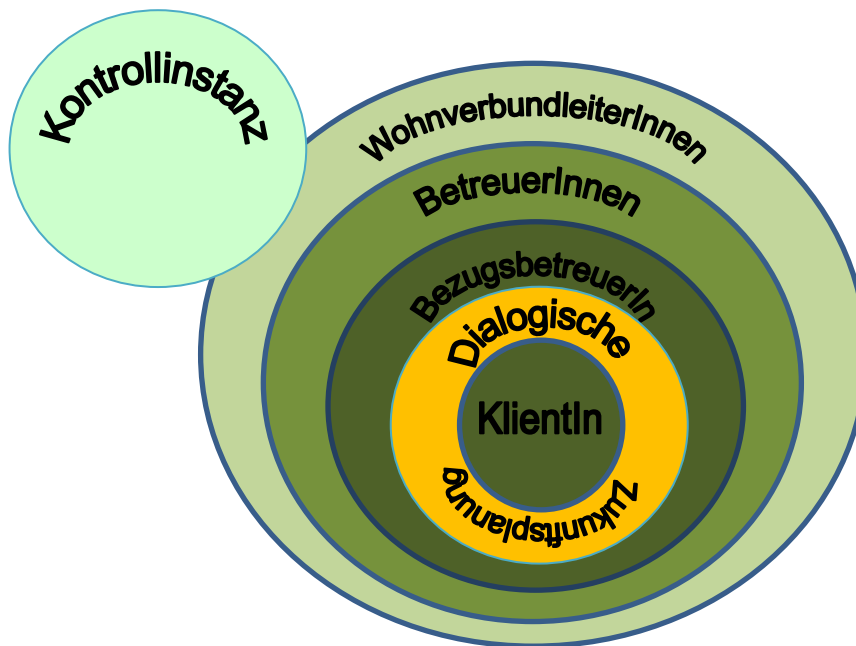 Kontrollinstanz
WohnverbundleiterInnen
BetreuerInnen
BezugsbetreuerIn
Dialogische
KlientIn
Zukunftsplanung